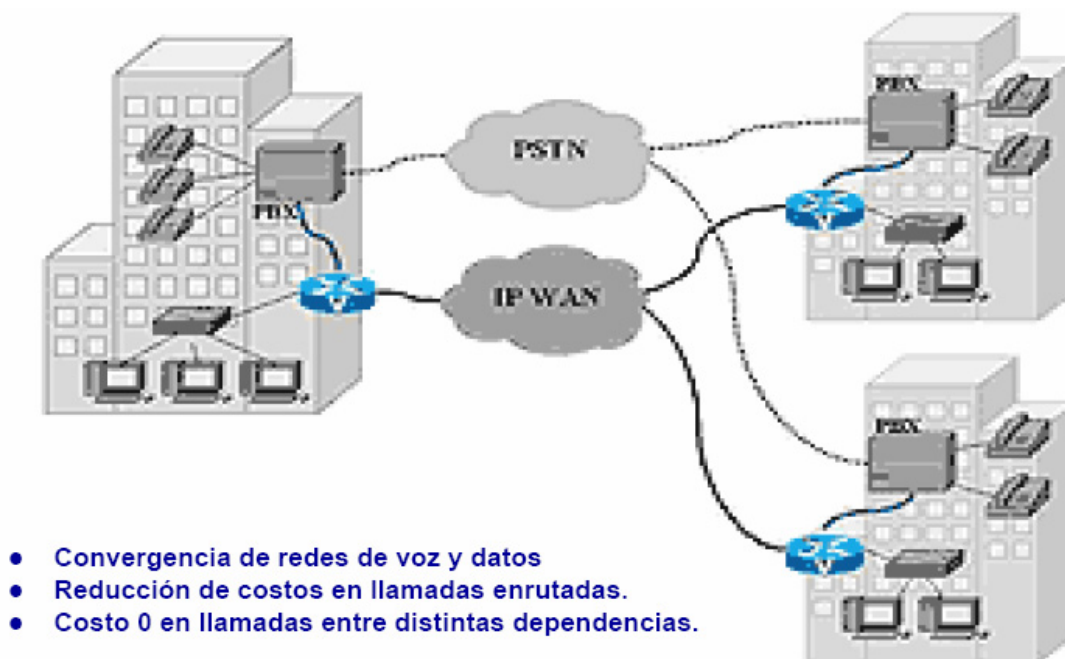 PBX
PSTN
PBX
IP WAN
PBX
● Convergencia de redes de voz y datos
● Reducción de costos en llamadas enrutadas.
● Costo 0 en llamadas entre distintas dependencias.